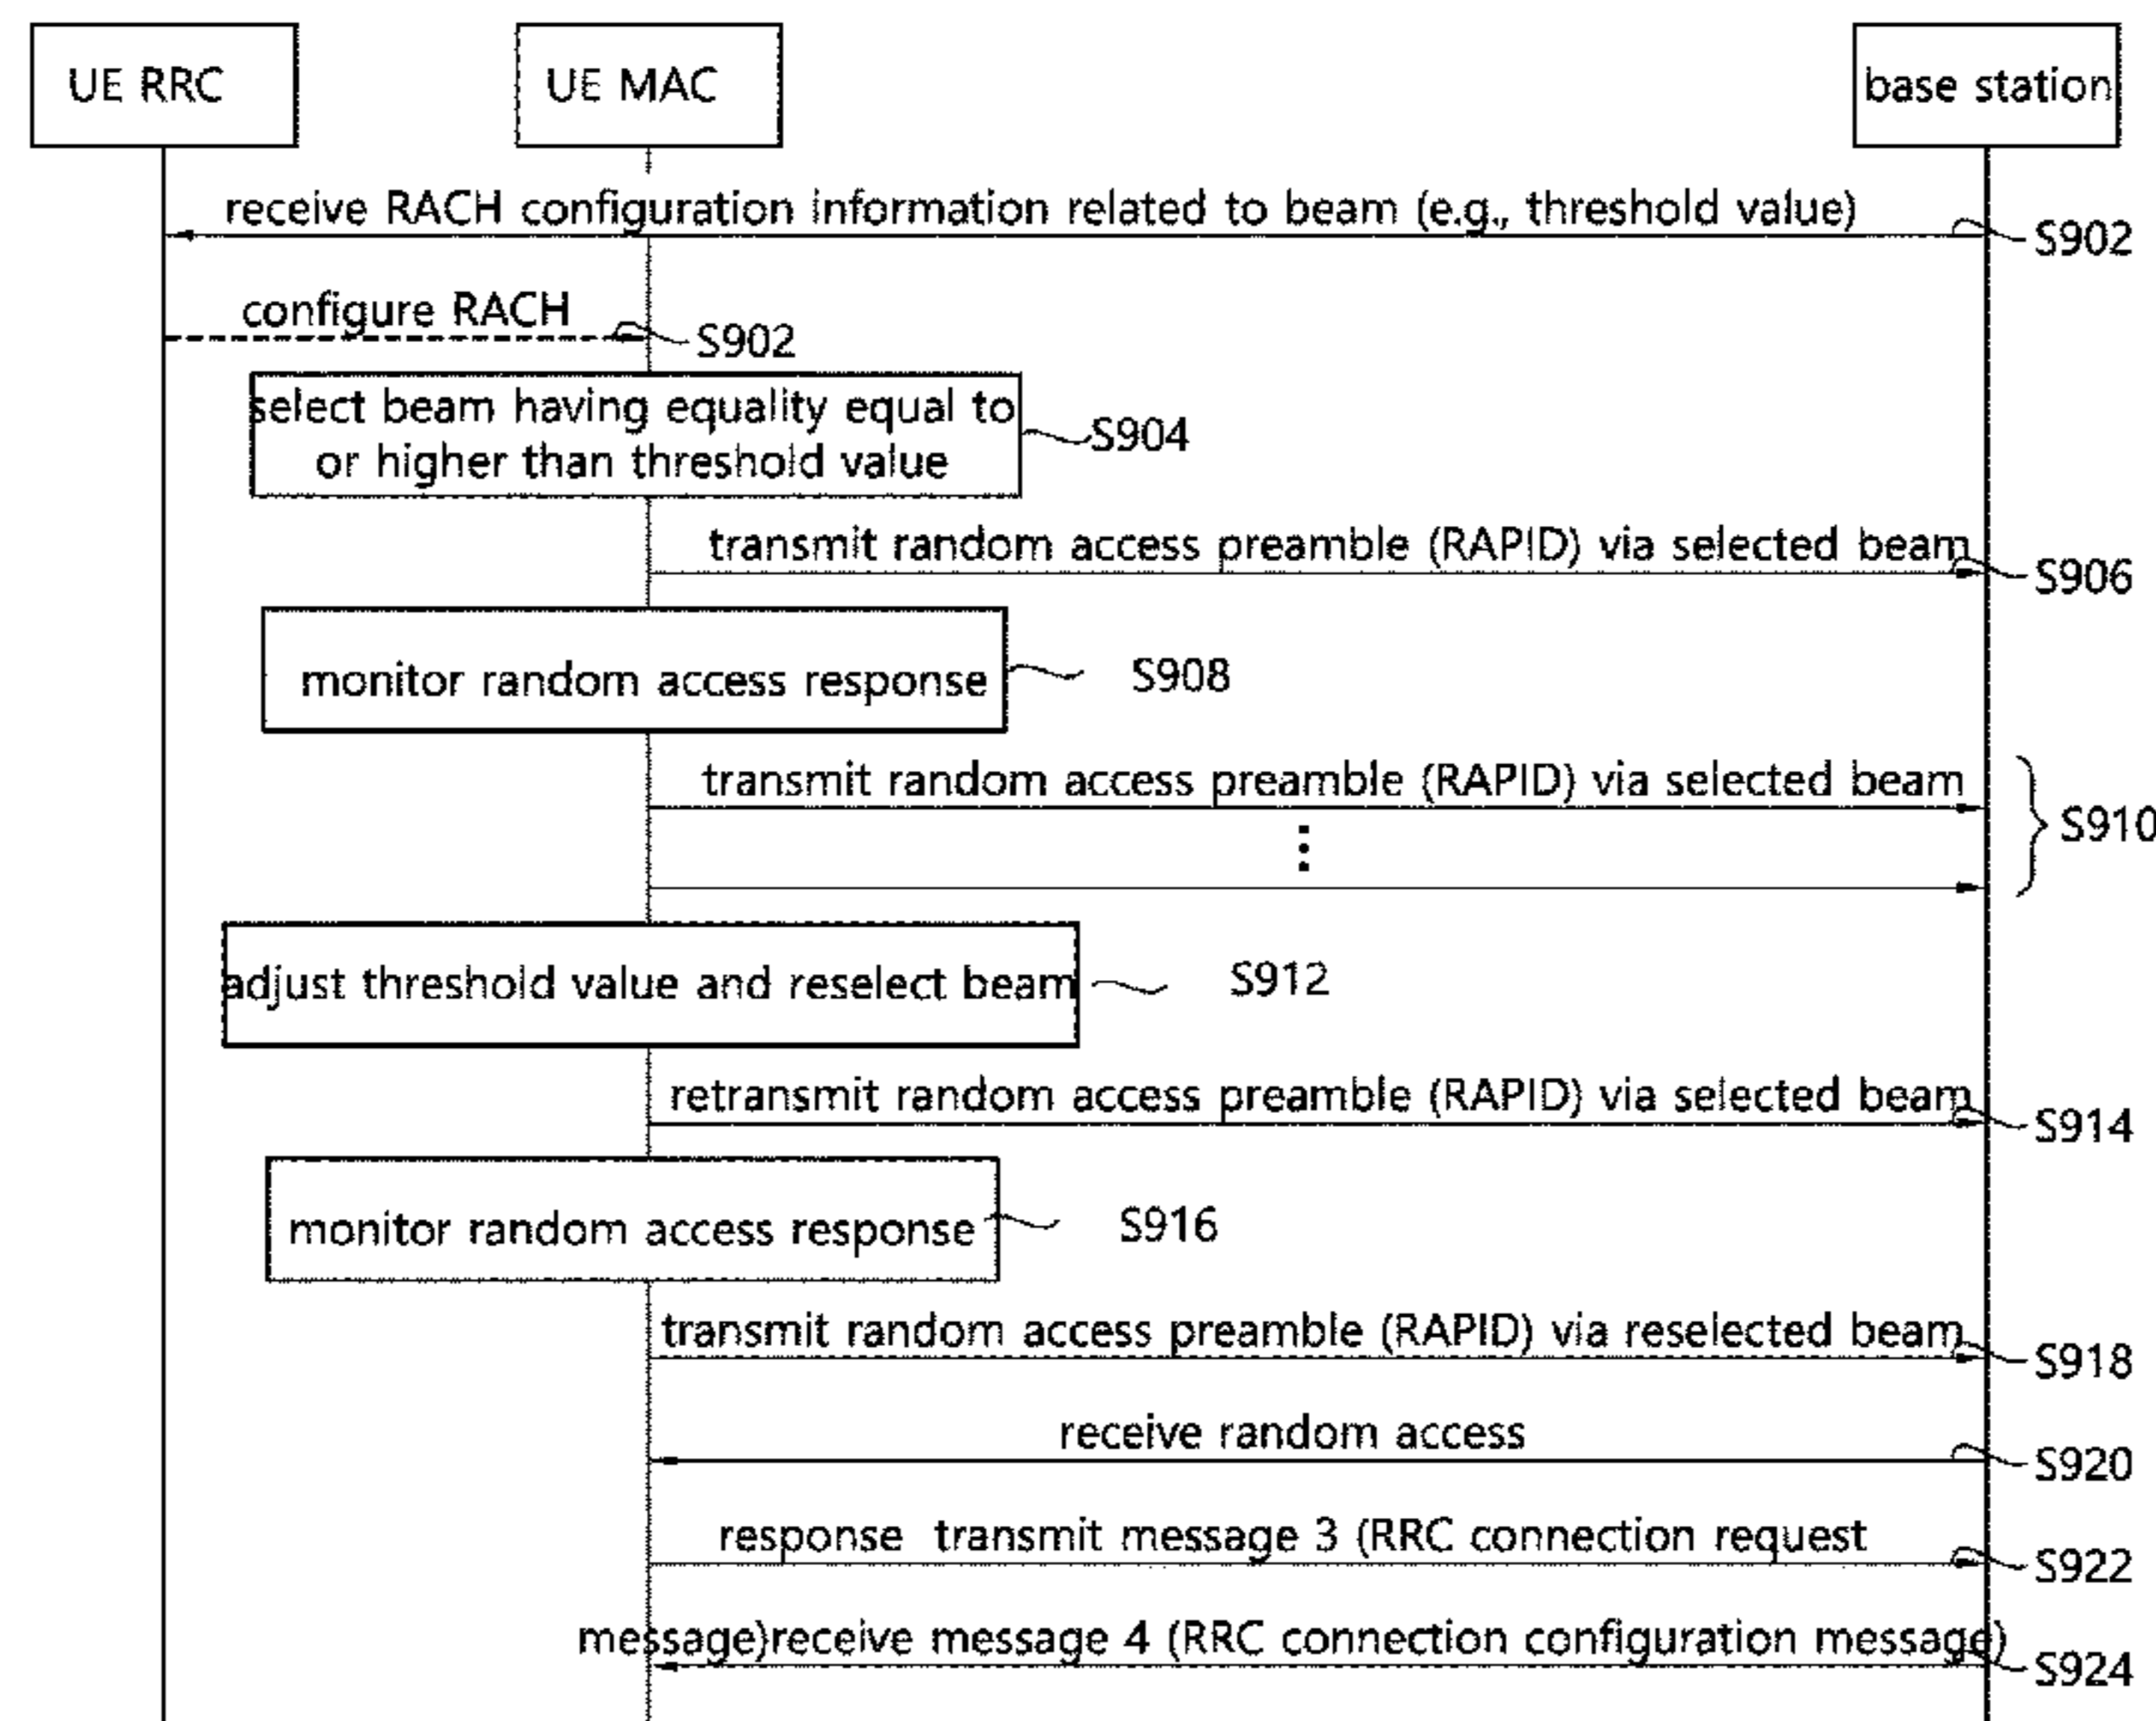 UE RRC
UE MAC
base station
receive RACH configuration information related to beam (e.g., threshold value)
S902
configure RACH
S902
select beam having equality equal to
or higher than threshold value
S904
transmit random access preamble (RAPID) via selected beam
S906
monitor random access response
S908
transmit random access preamble (RAPID) via selected beam
S910
adjust threshold value and reselect beam
S912
retransmit random access preamble (RAPID) via selected beam
S914
monitor random access response
S916
transmit random access preamble (RAPID) via reselected beam
S918
receive random access
S920
response transmit message 3 (RRC connection request
S922
message)receive message 4 (RRC connection configuration message)
S924